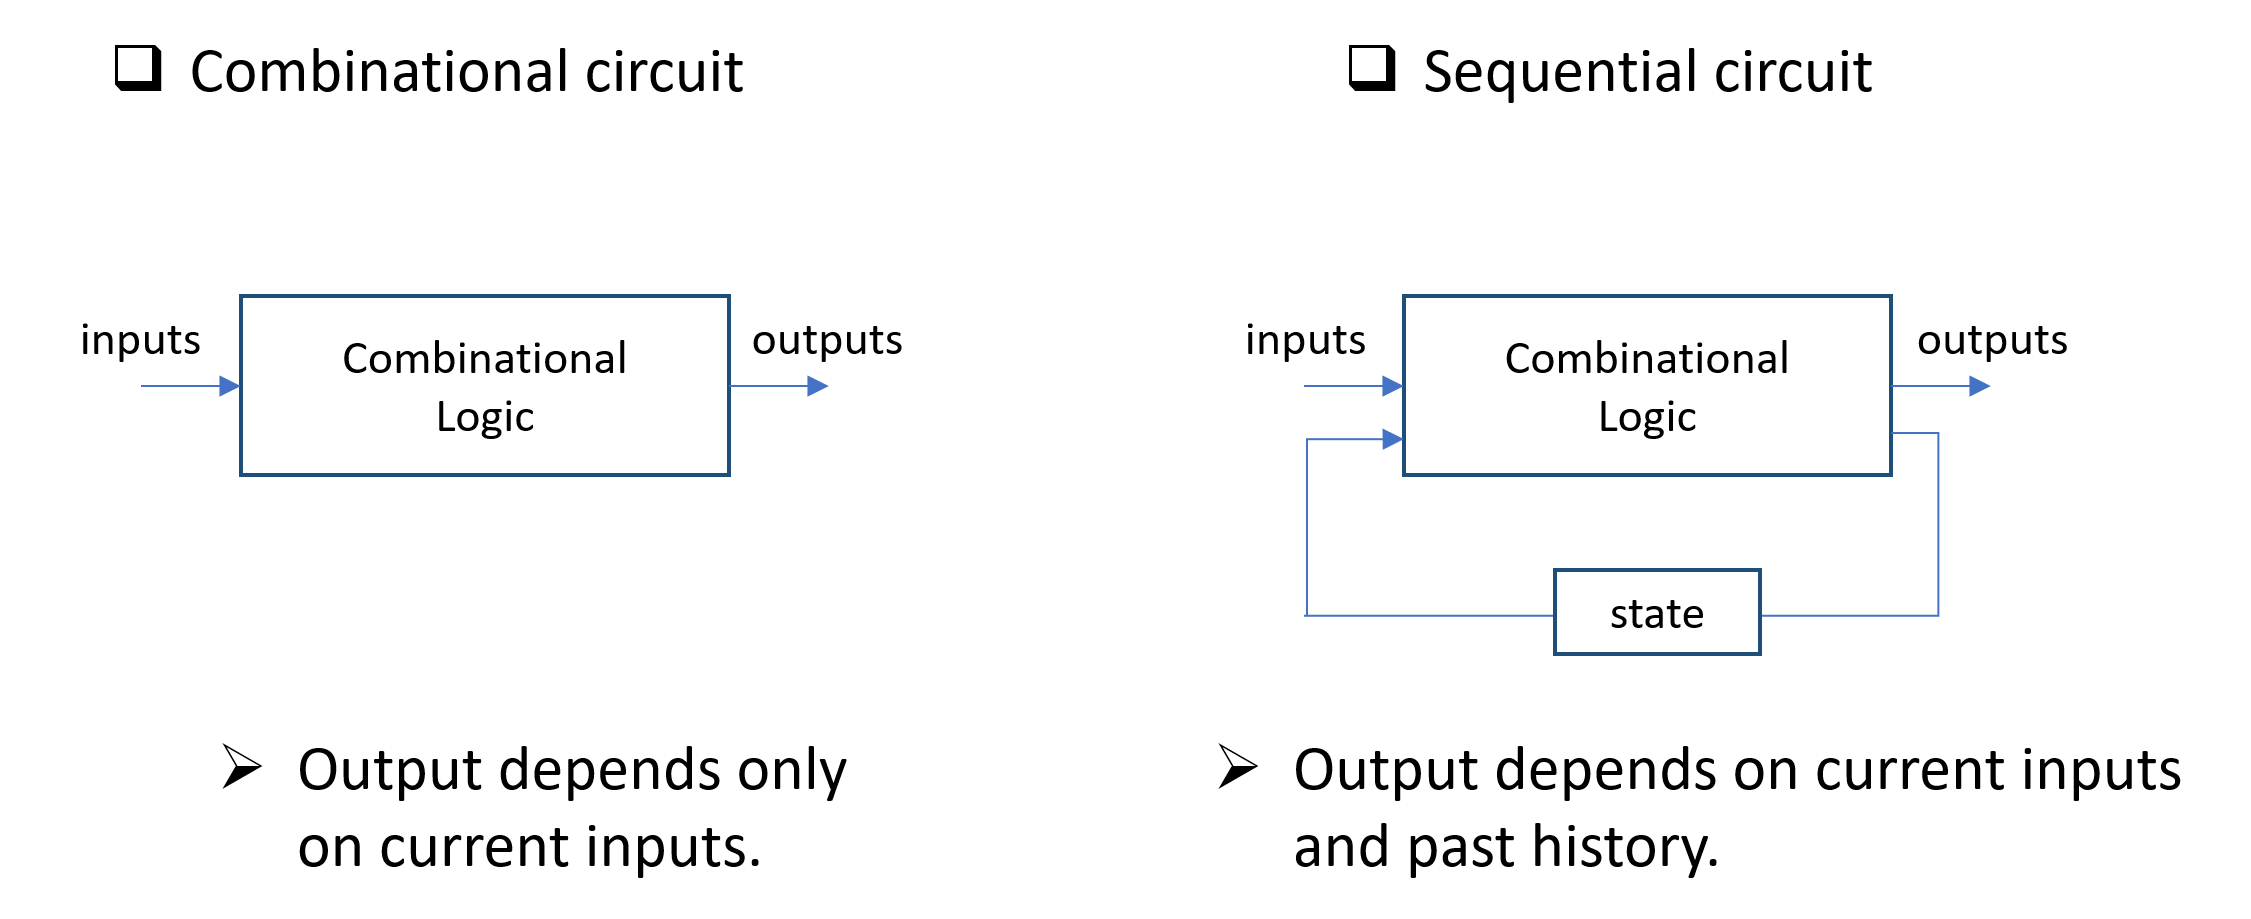 Combinational circuit
inputs
Combinational
Logic
outputs
Output depends only
on current inputs.
Sequential circuit
inputs
Combinational
Logic
outputs
state
Output depends on current inputs
and past history.